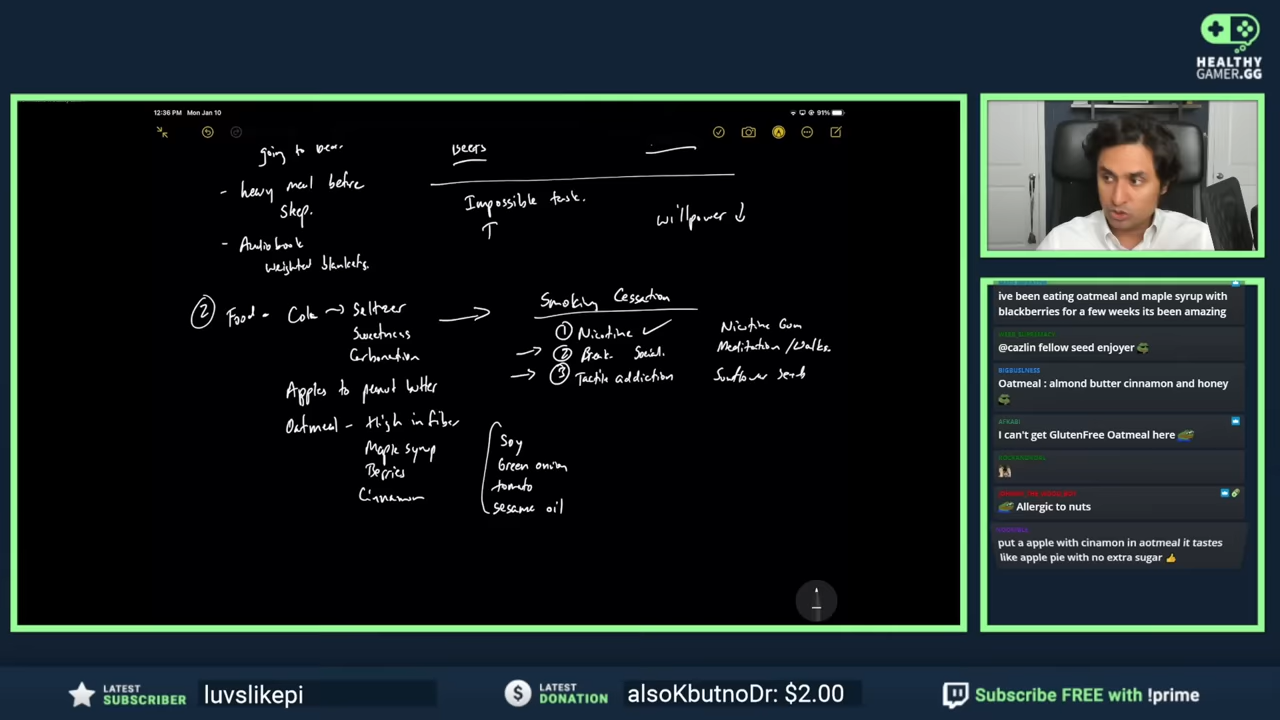 HEALTHY
GAMER.GG
12:36 PM Mon Jan 10
91%
going to
- heavy meal before
sleep.
- Audiobook
weighted blankets.
Beers
Impossible task.
willpower ↓
② Food - Cola → Seltzer
Sweetness
Carbonation
Apples to peanut butter
Oatmeal - High in fiber
Maple syrup
Berries
Cinnamon
Soy
Green onion
tomato
sesame oil
Smoking Cessation
① Nicotine ✓ Nicotine Gum
→ ② Break Social. Meditation / Walks.
→ ③ Tactile addiction Sunflower seeds
ive been eating oatmeal and maple syrup with
blackberries for a few weeks its been amazing
@cazlin fellow seed enjoyer
BIGBUSLNESS
Oatmeal : almond butter cinnamon and honey
AFKABI
I can't get GlutenFree Oatmeal here
Allergic to nuts
put a apple with cinamon in aotmeal it tastes
like apple pie with no extra sugar 👍
LATEST
SUBSCRIBER
luvslikepi
LATEST
DONATION
alsoKbutnoDr: $2.00
Subscribe FREE with !prime